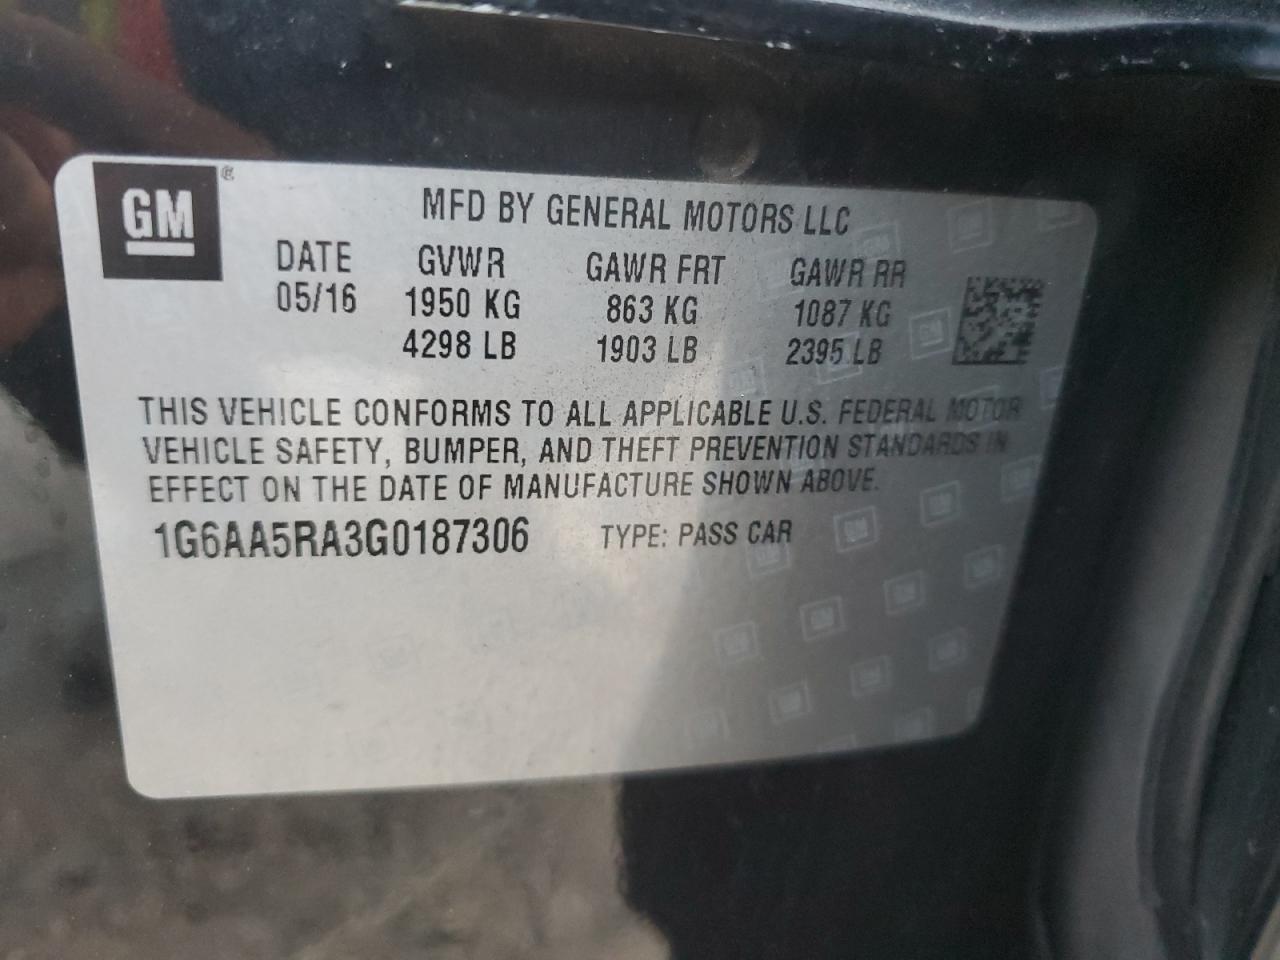 GM
MFD BY GENERAL MOTORS LLC
DATE GVWR GAWR FRT GAWR RR
05/16 1950 KG 863 KG 1087 KG
4298 LB 1903 LB 2395 LB
THIS VEHICLE CONFORMS TO ALL APPLICABLE U.S. FEDERAL MOTOR
VEHICLE SAFETY, BUMPER, AND THEFT PREVENTION STANDARDS IN
EFFECT ON THE DATE OF MANUFACTURE SHOWN ABOVE.
1G6AA5RA3G0187306 TYPE: PASS CAR